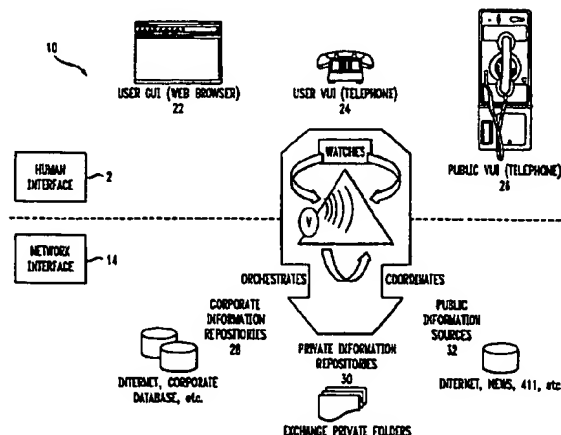 10
USER GUI (WEB BROWSER)
22
USER VUI (TELEPHONE)
24
PUBLIC VUI (TELEPHONE)
26
HUMAN
INTERFACE
2
WATCHES
V
NETWORK
INTERFACE
14
ORCHESTRATES
COORDINATES
CORPORATE
INFORMATION
REPOSITORIES
28
INTERNET, CORPORATE
DATABASE, etc.
PRIVATE INFORMATION
REPOSITORIES
30
EXCHANGE PRIVATE FOLDERS
PUBLIC
INFORMATION
SOURCES
32
INTERNET, NEWS, 411, etc